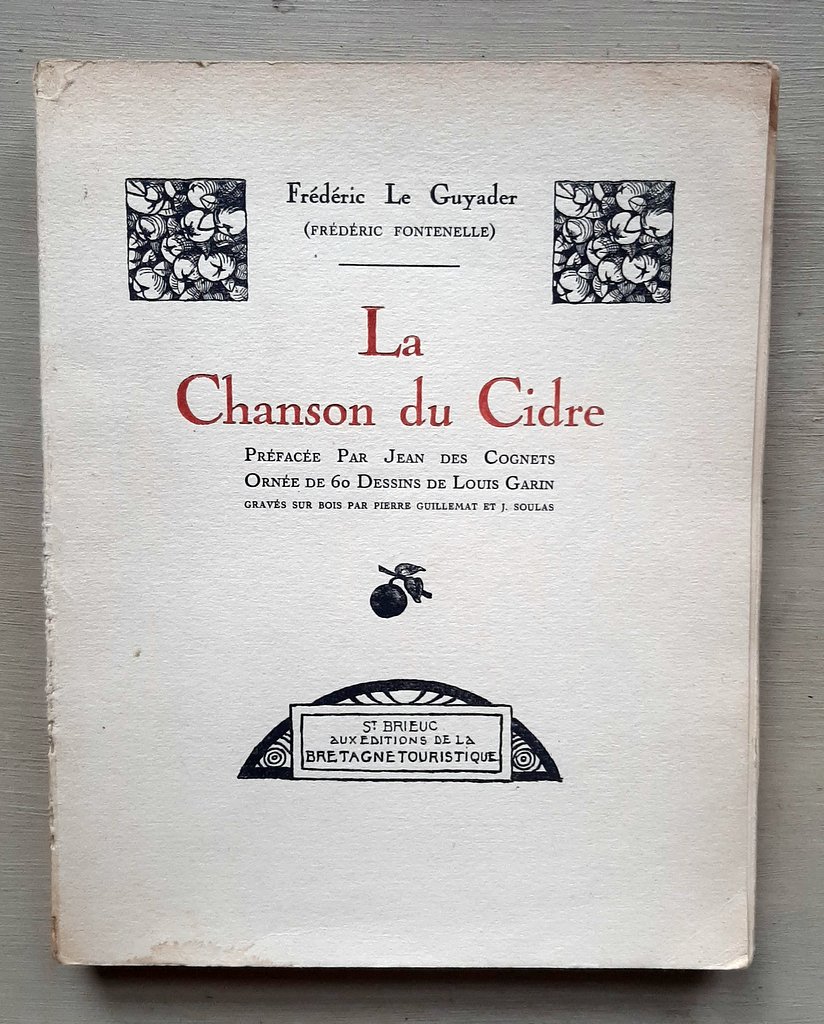 Frédéric Le Guyader
(FRÉDÉRIC FONTENELLE)
La
Chanson du Cidre
PRÉFACÉE PAR JEAN DES COGNETS
ORNÉE DE 60 DESSINS DE LOUIS GARIN
GRAVÉS SUR BOIS PAR PIERRE GUILLEMAT ET J. SOULAS
ST BRIEUC
AUX EDITIONS DE LA
BRETAGNE TOURISTIQUE